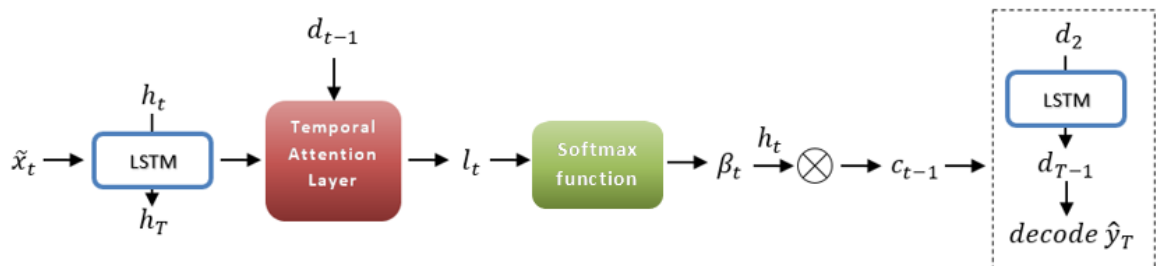 x̃_t
h_t
LSTM
h_T
d_{t−1}
Temporal
Attention
Layer
l_t
Softmax
function
β_t
h_t
⊗
c_{t−1}
d_2
LSTM
d_{T−1}
decode ŷ_T